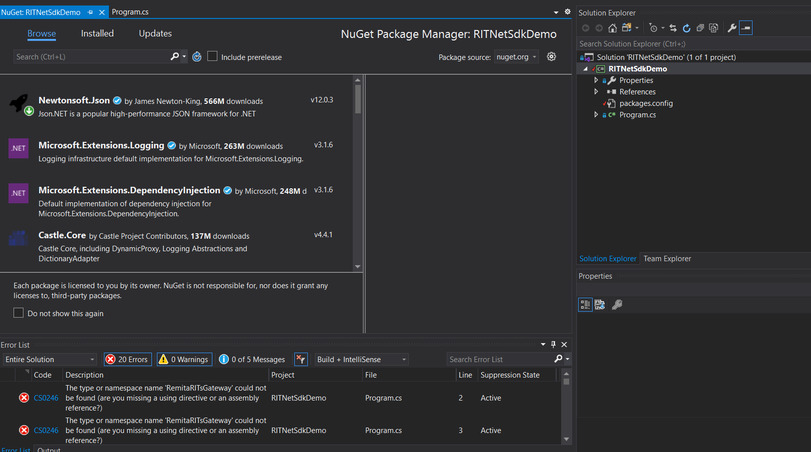 NuGet: RITNetSdkDemo
Program.cs
Browse
Installed
Updates
NuGet Package Manager: RITNetSdkDemo
Search (Ctrl+L)
Include prerelease
Package source: nuget.org
Newtonsoft.Json by James Newton-King, 566M downloads
v12.0.3
Json.NET is a popular high-performance JSON framework for .NET
.NET
Microsoft.Extensions.Logging by Microsoft, 263M downloads
v3.1.6
Logging infrastructure default implementation for Microsoft.Extensions.Logging.
.NET
Microsoft.Extensions.DependencyInjection by Microsoft, 248M d
v3.1.6
Default implementation of dependency injection for
Microsoft.Extensions.DependencyInjection.
Castle.Core by Castle Project Contributors, 137M downloads
v4.4.1
Castle Core, including DynamicProxy, Logging Abstractions and
DictionaryAdapter
Each package is licensed to you by its owner. NuGet is not responsible for, nor does it grant any
licenses to, third-party packages.
Do not show this again
Error List
Entire Solution
20 Errors
0 Warnings
0 of 5 Messages
Build + IntelliSense
Search Error List
Code
Description
Project
File
Line
Suppression State
CS0246
The type or namespace name 'RemitaRITsGateway' could not
be found (are you missing a using directive or an assembly
reference?)
RITNetSdkDemo
Program.cs
2
Active
CS0246
The type or namespace name 'RemitaRITsGateway' could not
be found (are you missing a using directive or an assembly
reference?)
RITNetSdkDemo
Program.cs
3
Active
Error List
Output
Solution Explorer
Search Solution Explorer (Ctrl+;)
Solution 'RITNetSdkDemo' (1 of 1 project)
RITNetSdkDemo
Properties
References
packages.config
Program.cs
Solution Explorer
Team Explorer
Properties